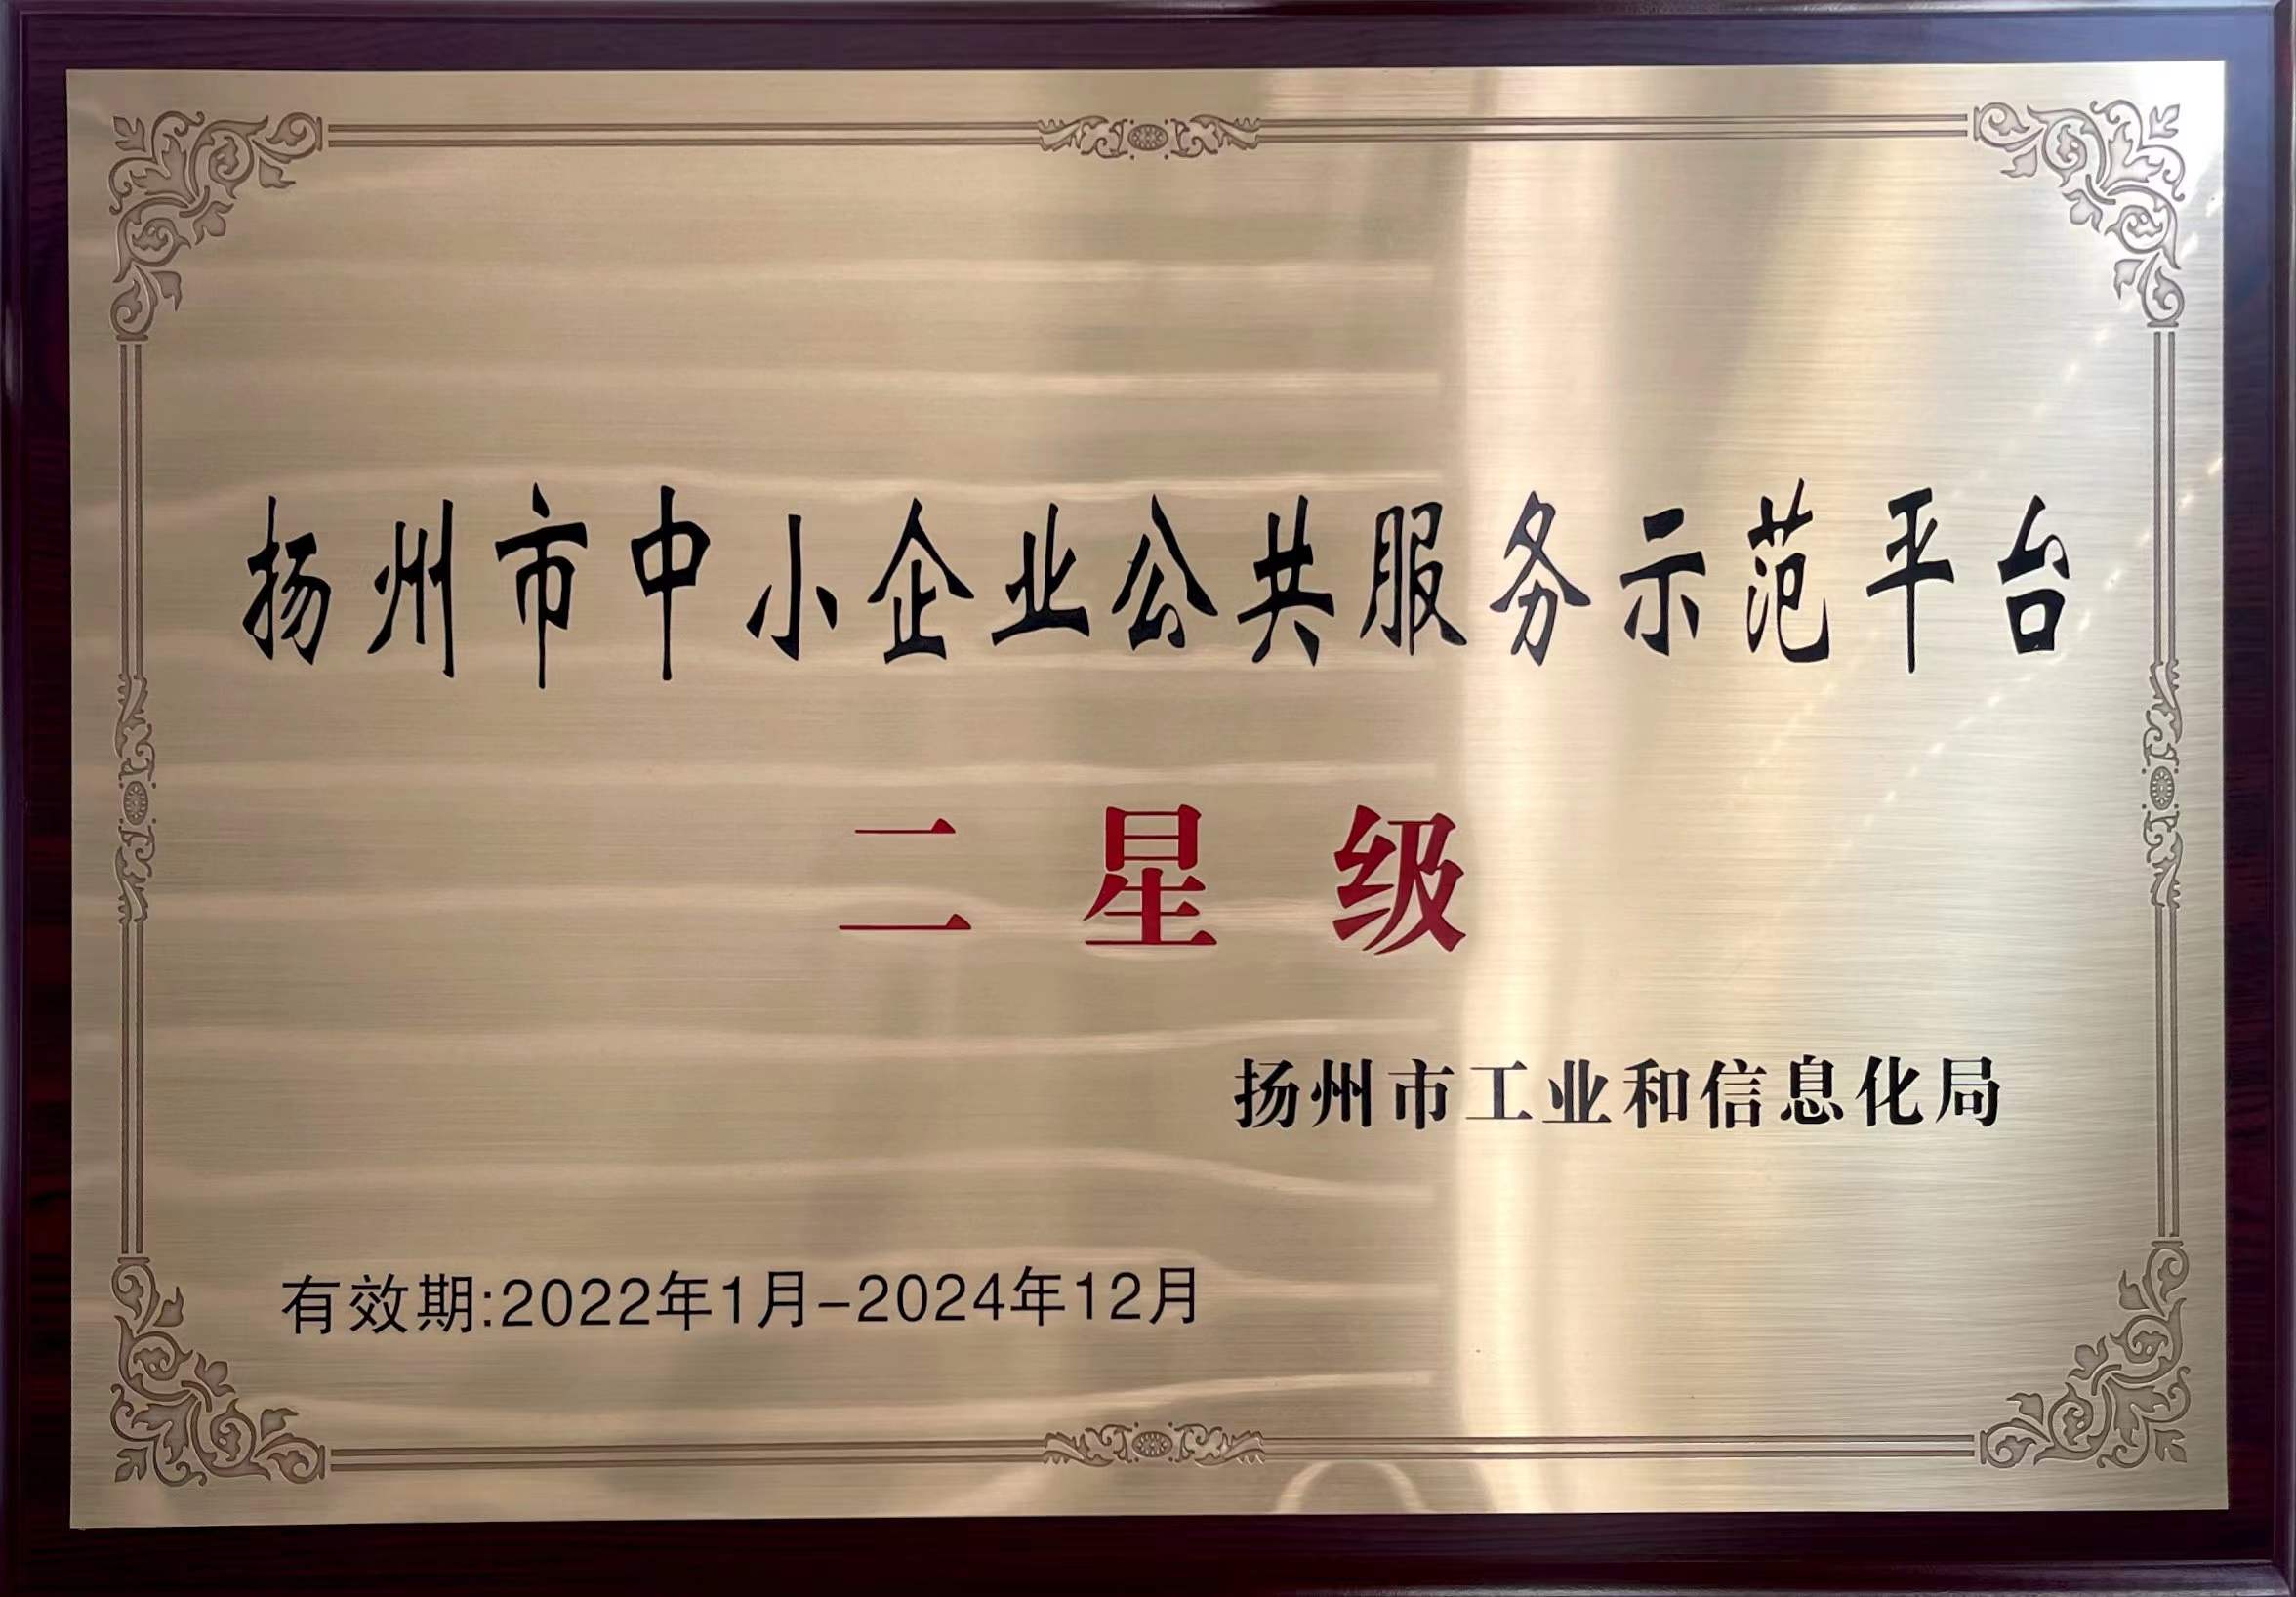 扬州市中小企业公共服务示范平台
二星级
扬州市工业和信息化局
有效期:2022年1月-2024年12月